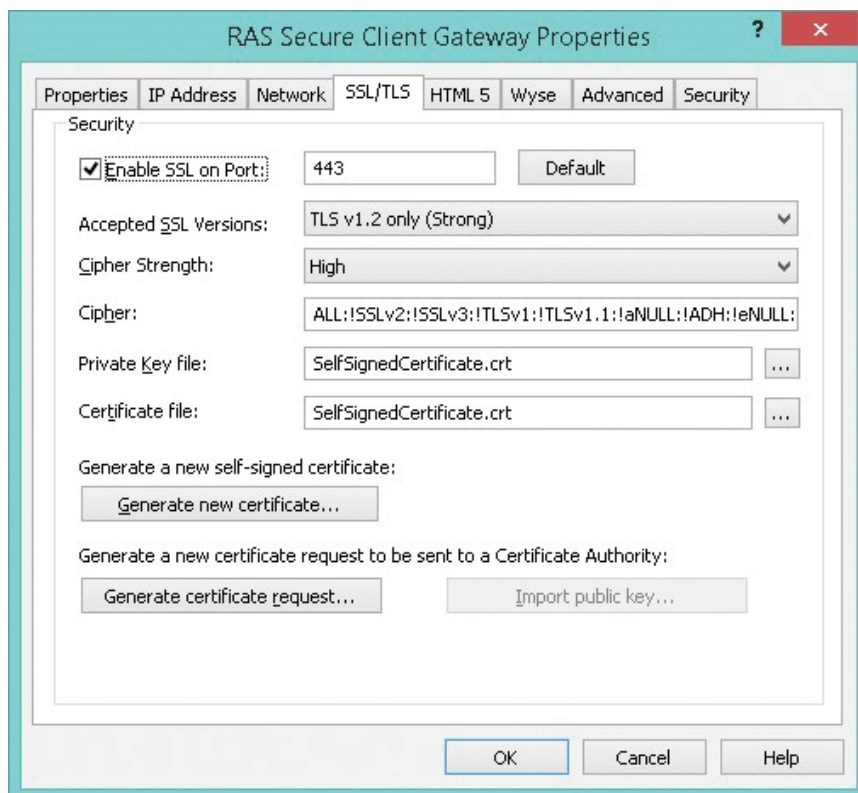 RAS Secure Client Gateway Properties ? ×
Properties IP Address Network SSL/TLS HTML 5 Wyse Advanced Security
Security
Enable SSL on Port: 443 Default
Accepted SSL Versions: TLS v1.2 only (Strong)
Cipher Strength: High
Cipher: ALL:!SSLv2:!SSLv3:!TLSv1:!TLSv1.1:!aNULL:!ADH:!eNULL:
Private Key file: SelfSignedCertificate.crt ...
Certificate file: SelfSignedCertificate.crt ...
Generate a new self-signed certificate:
Generate new certificate...
Generate a new certificate request to be sent to a Certificate Authority:
Generate certificate request... Import public key...
OK Cancel Help